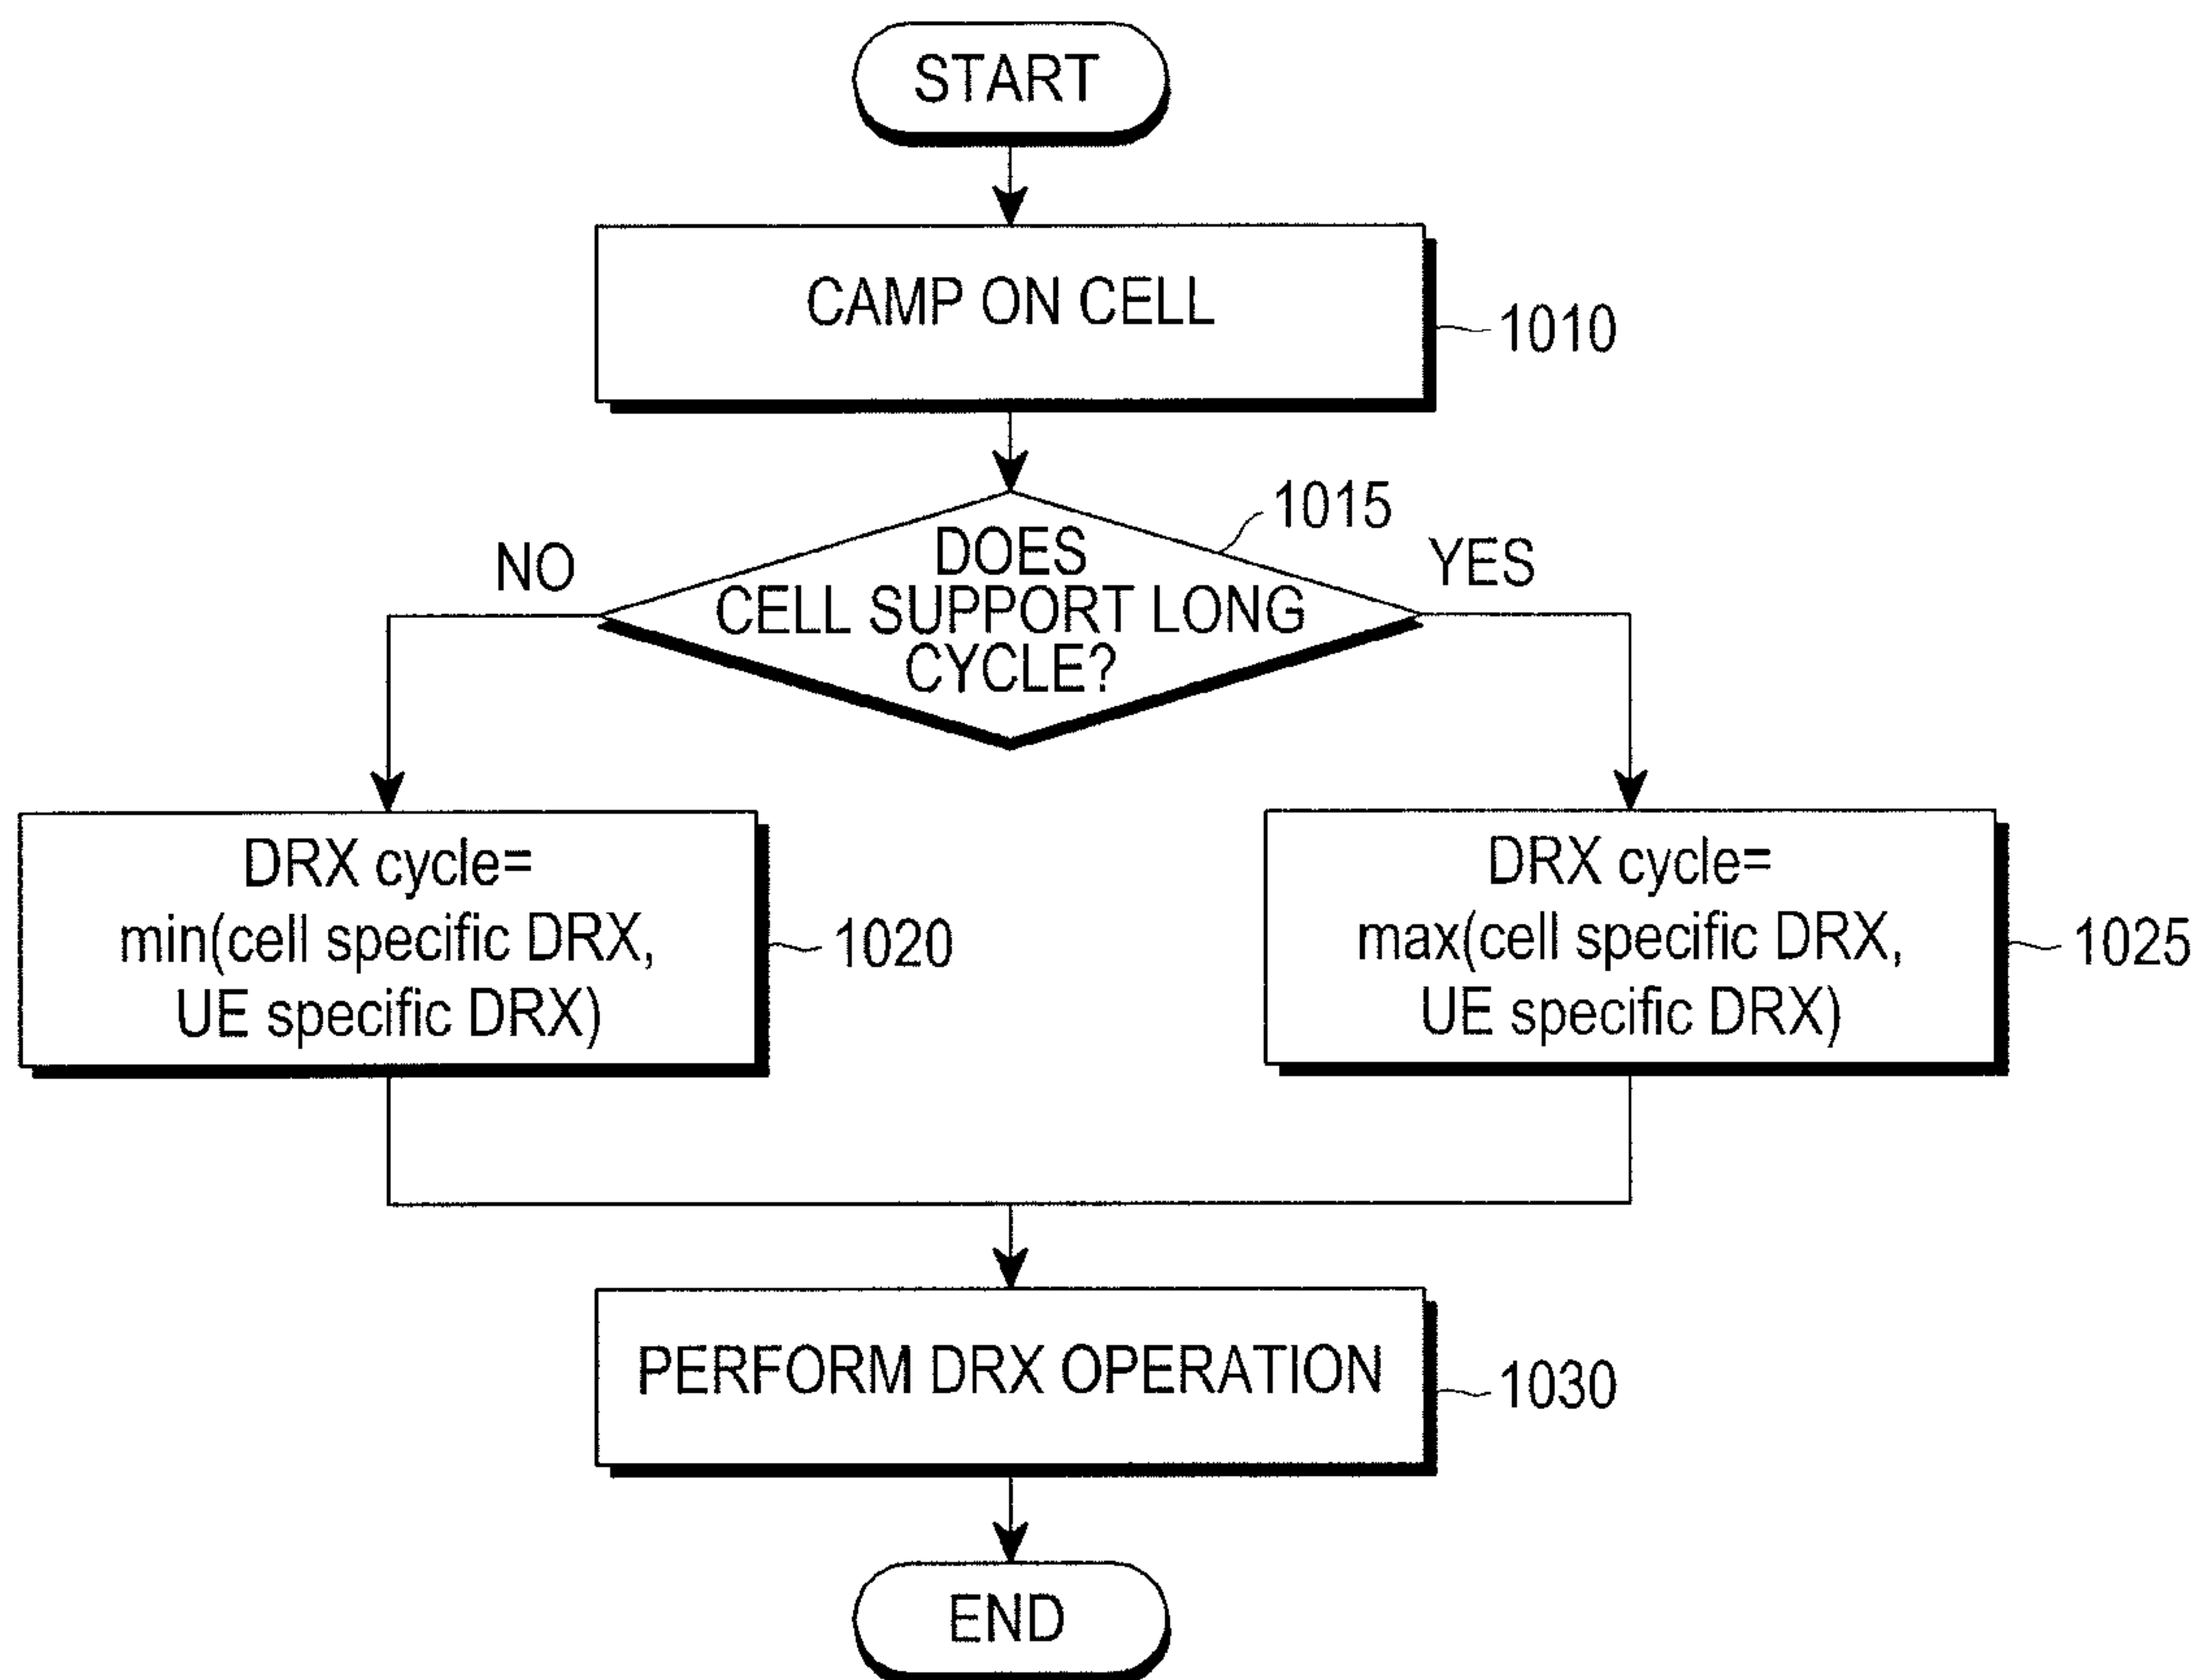 START
CAMP ON CELL
1010
1015
DOES
CELL SUPPORT LONG
CYCLE?
NO
YES
DRX cycle=
min(cell specific DRX,
UE specific DRX)
1020
DRX cycle=
max(cell specific DRX,
UE specific DRX)
1025
PERFORM DRX OPERATION
1030
END